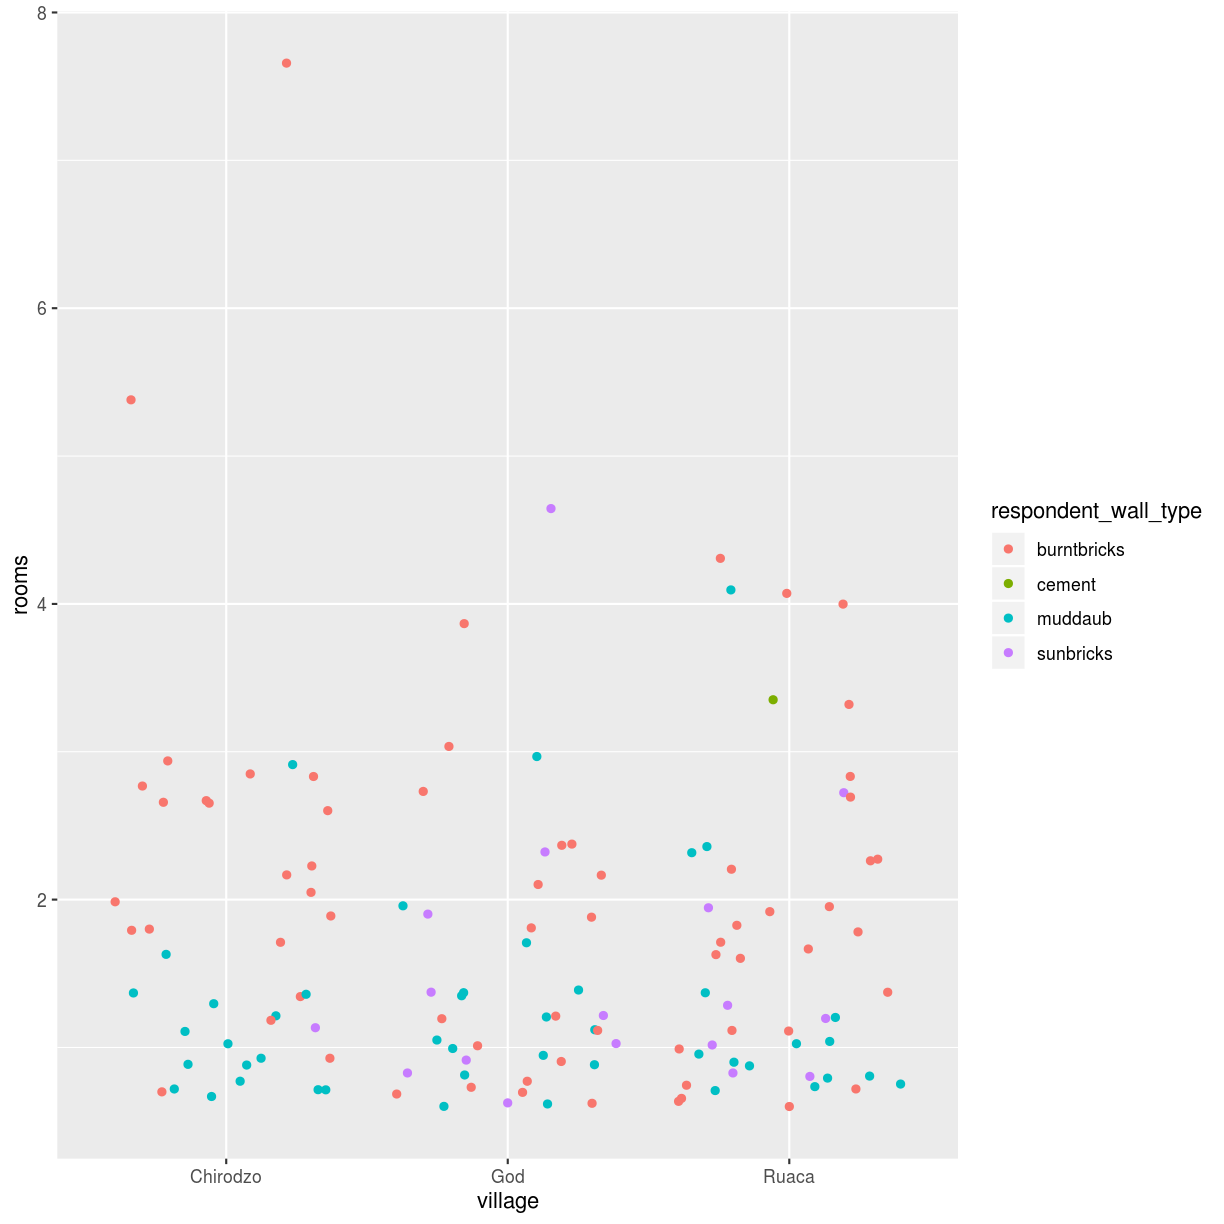 8
6
4
2
rooms
Chirodzo
God
Ruaca
village
respondent_wall_type
burntbricks
cement
muddaub
sunbricks